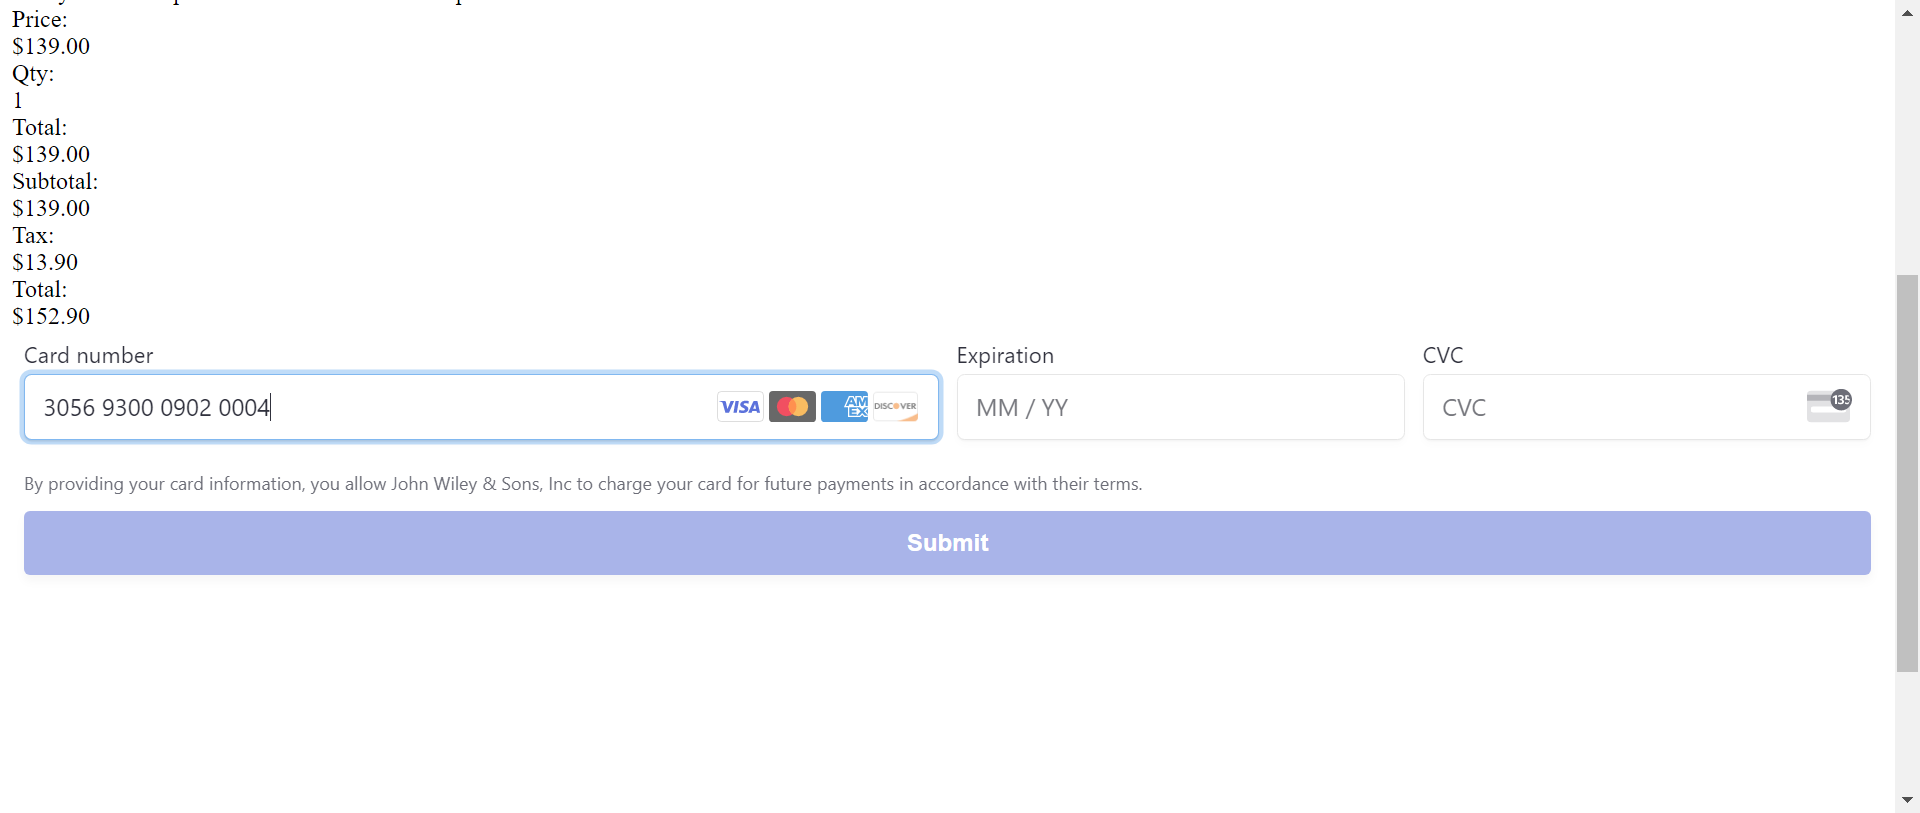 Price:
$139.00
Qty:
1
Total:
$139.00
Subtotal:
$139.00
Tax:
$13.90
Total:
$152.90
Card number Expiration CVC
3056 9300 0902 0004 VISA AMEX DISCOVER MM / YY CVC 135
By providing your card information, you allow John Wiley & Sons, Inc to charge your card for future payments in accordance with their terms.
Submit